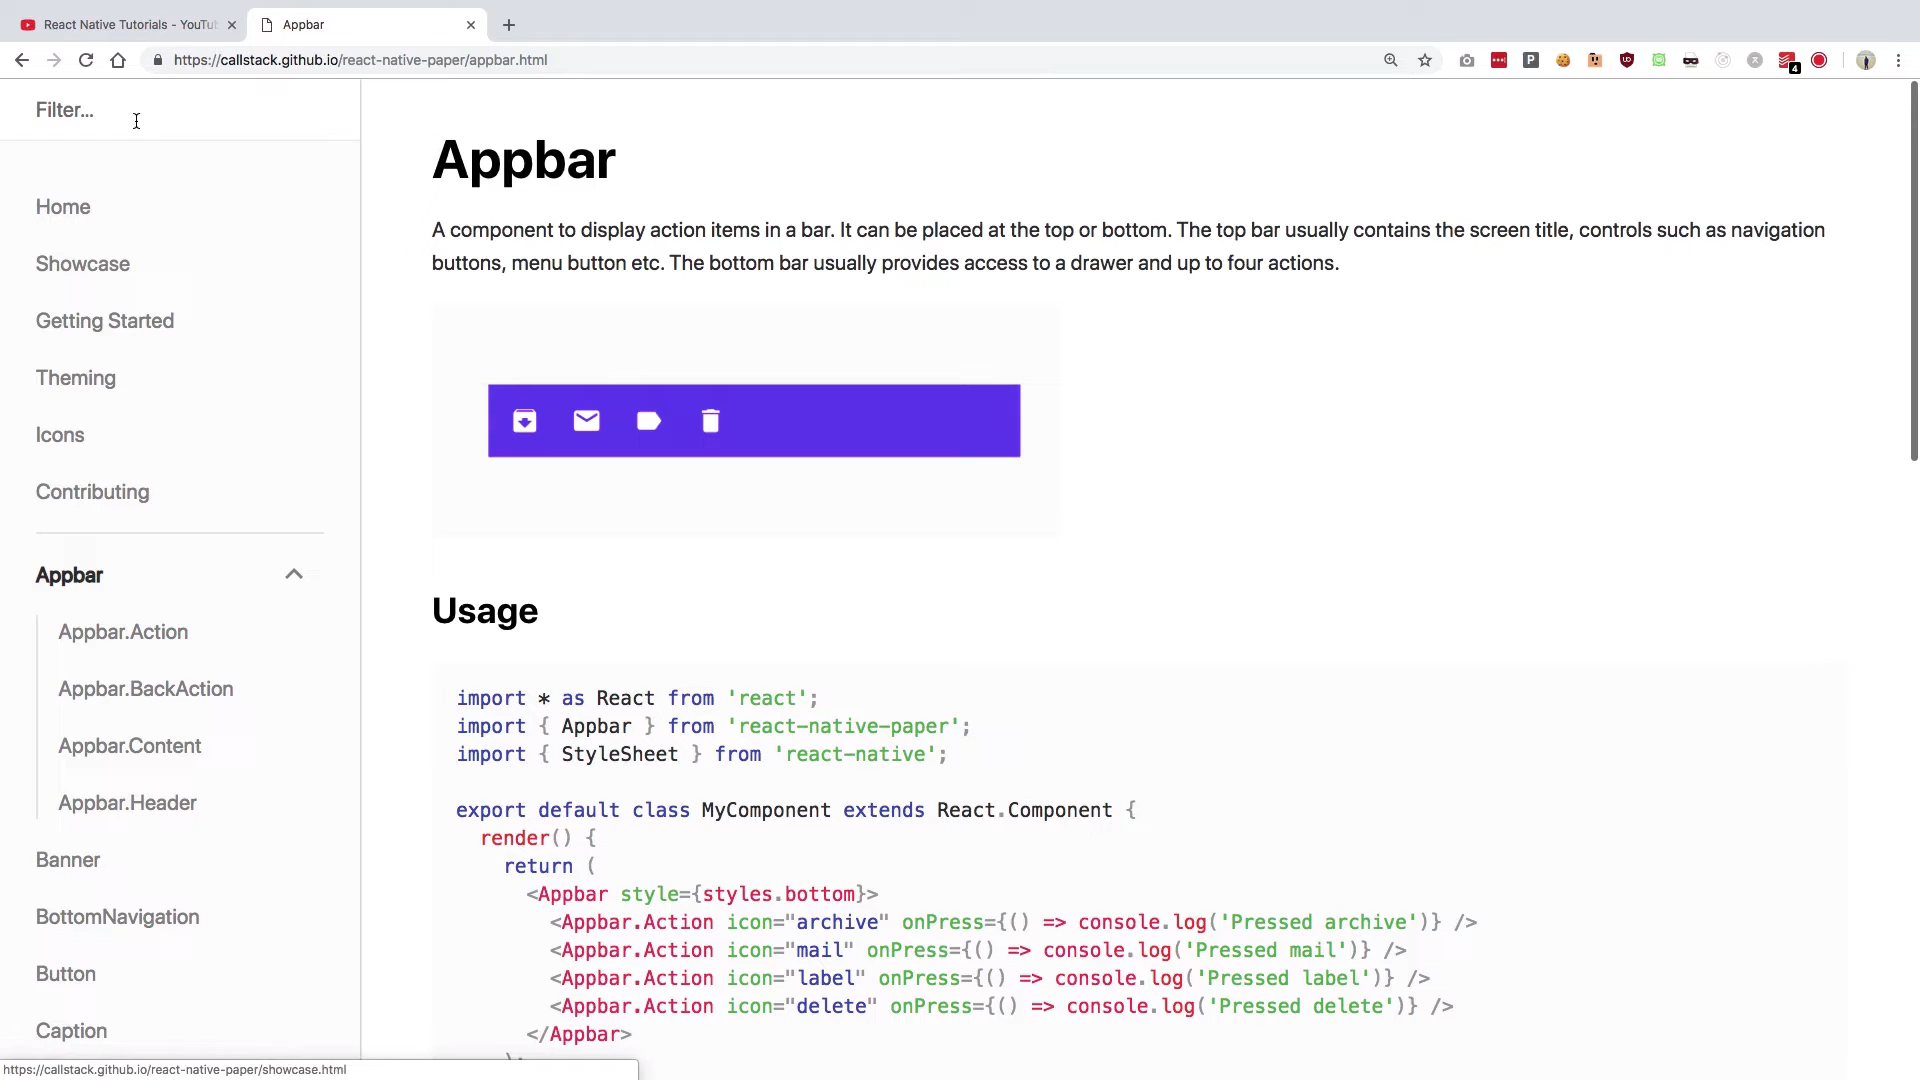 React Native Tutorials - YouTu
Appbar
https://callstack.github.io/react-native-paper/appbar.html
P
4
Filter...
Home
Showcase
Getting Started
Theming
Icons
Contributing
Appbar
Appbar.Action
Appbar.BackAction
Appbar.Content
Appbar.Header
Banner
BottomNavigation
Button
Caption
https://callstack.github.io/react-native-paper/showcase.html
Appbar
A component to display action items in a bar. It can be placed at the top or bottom. The top bar usually contains the screen title, controls such as navigation
buttons, menu button etc. The bottom bar usually provides access to a drawer and up to four actions.
Usage
import * as React from 'react';
import { Appbar } from 'react-native-paper';
import { StyleSheet } from 'react-native';
export default class MyComponent extends React.Component {
render() {
return (
<Appbar style={styles.bottom}>
<Appbar.Action icon="archive" onPress={() => console.log('Pressed archive')} />
<Appbar.Action icon="mail" onPress={() => console.log('Pressed mail')} />
<Appbar.Action icon="label" onPress={() => console.log('Pressed label')} />
<Appbar.Action icon="delete" onPress={() => console.log('Pressed delete')} />
</Appbar>
);